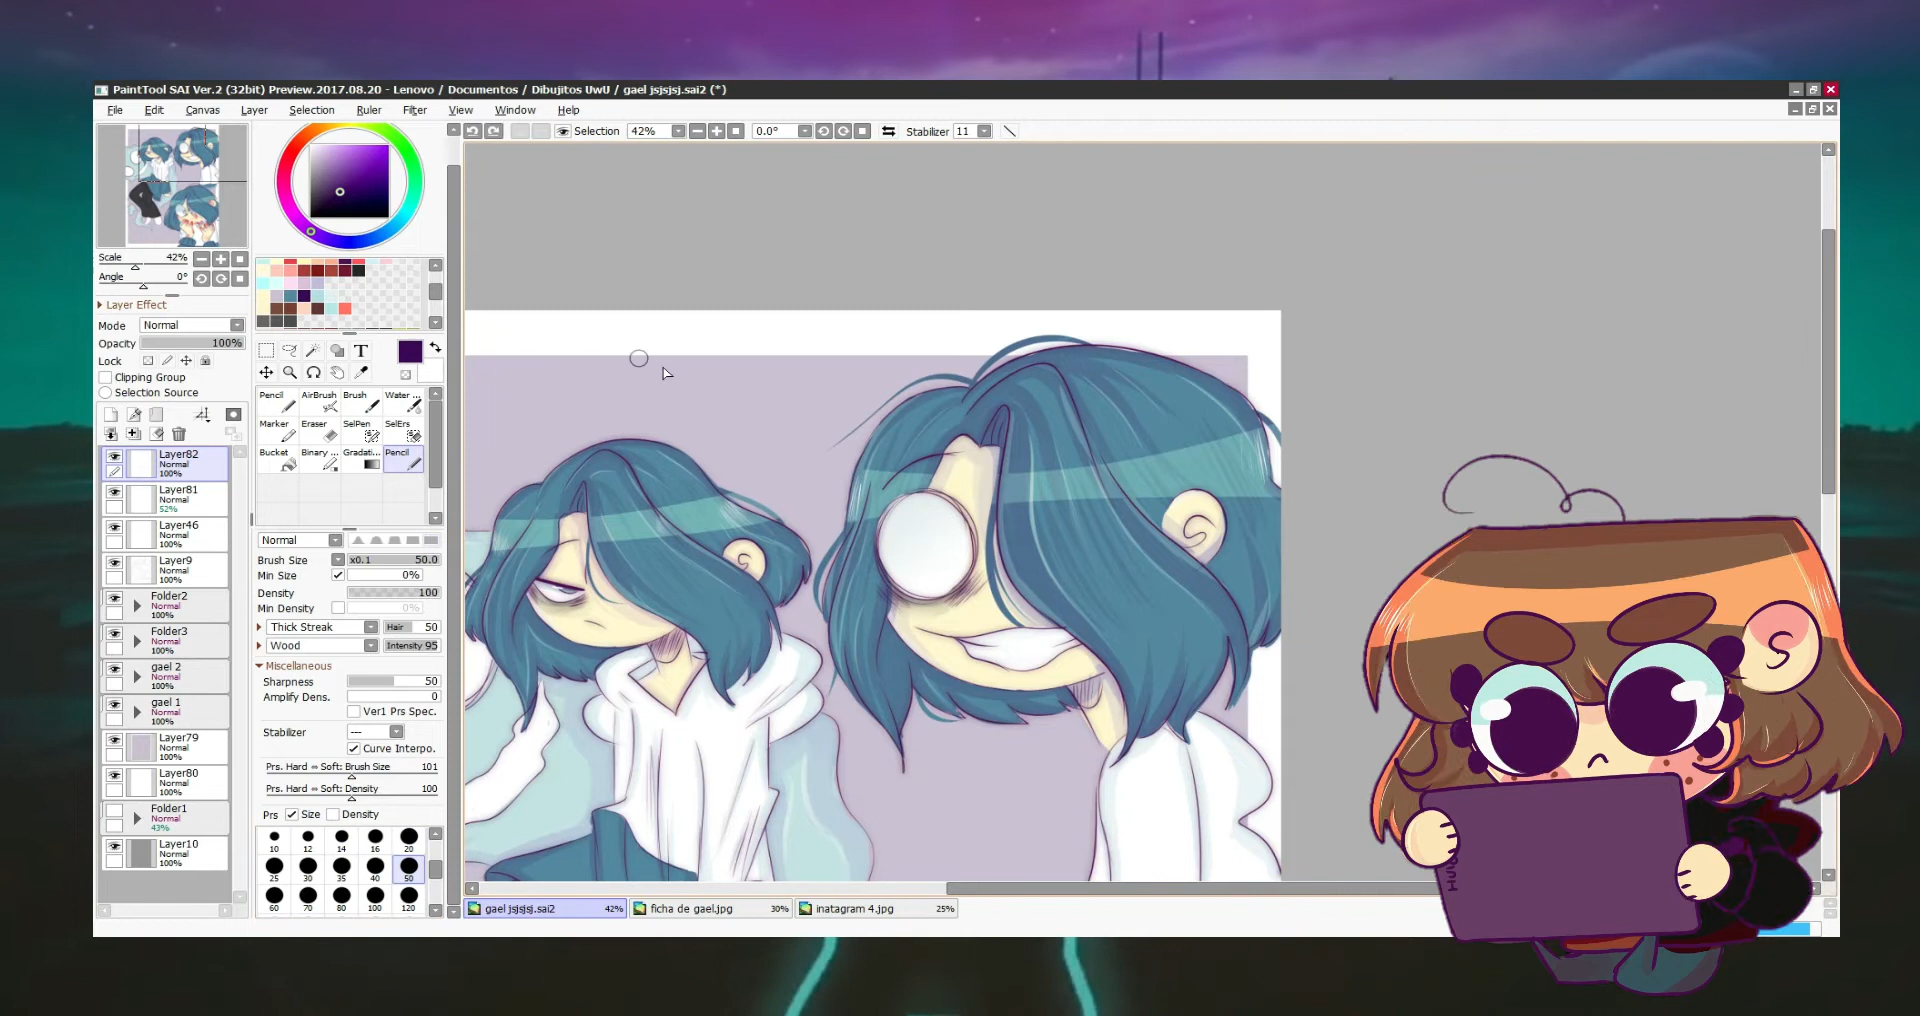 PaintTool SAI Ver.2 (32bit) Preview.2017.08.20 - Lenovo / Documentos / Dibujitos UwU / gael jsjsjsj.sai2 (*)
File Edit Canvas Layer Selection Ruler Filter View Window Help
Selection 42% 0.0° Stabilizer 11
Scale 42%
Angle 0°
Layer Effect
Mode Normal
Opacity 100%
Lock
Clipping Group
Selection Source
Layer82
Normal
100%
Layer81
Normal
52%
Layer46
Normal
100%
Layer9
Normal
100%
Folder2
Normal
100%
Folder3
Normal
100%
gael 2
Normal
100%
gael 1
Normal
100%
Layer79
Normal
100%
Layer80
Normal
100%
Folder1
Normal
43%
Layer10
Normal
100%
T
Pencil AirBrush Brush Water ...
Marker Eraser SelPen SelErs
Bucket Binary ... Gradati... Pencil
Normal
Brush Size x0.1 50.0
Min Size 0%
Density 100
Min Density 0%
Thick Streak Hair 50
Wood Intensity 95
Miscellaneous
Sharpness 50
Amplify Dens. 0
Ver1 Prs Spec.
Stabilizer ---
Curve Interpo.
Prs. Hard ⇔ Soft: Brush Size 101
Prs. Hard ⇔ Soft: Density 100
Prs Size Density
10 12 14 16 20
25 30 35 40 50
60 70 80 100 120
gael jsjsjsj.sai2 42% ficha de gael.jpg 30% inatagram 4.jpg 25%